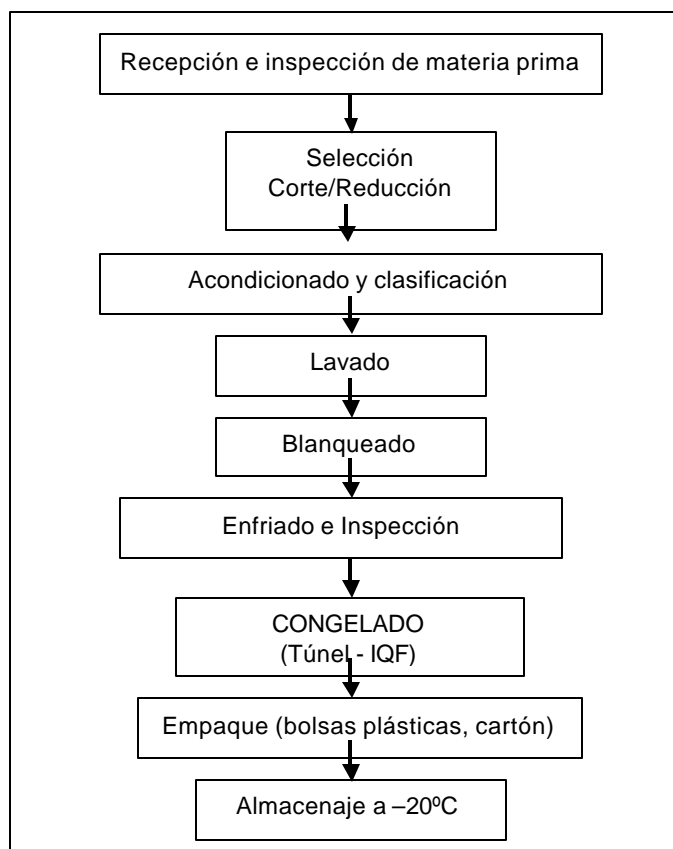 Recepción e inspección de materia prima
Selección
Corte/Reducción
Acondicionado y clasificación
Lavado
Blanqueado
Enfriado e Inspección
CONGELADO
(Túnel - IQF)
Empaque (bolsas plásticas, cartón)
Almacenaje a –20ºC